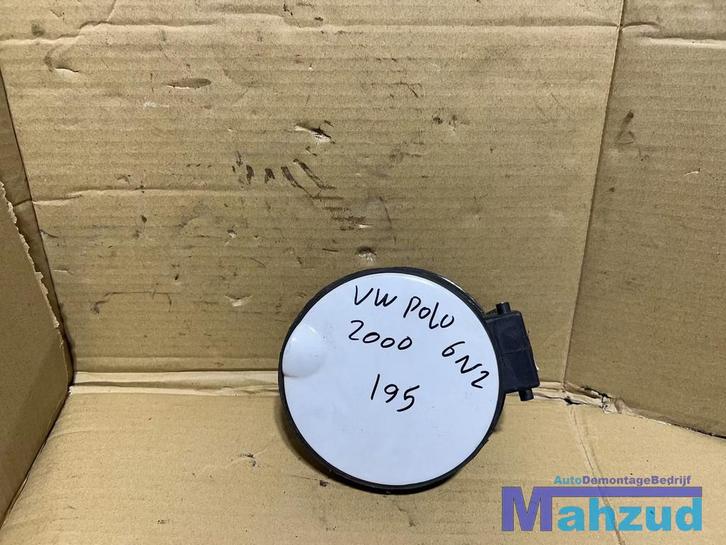 VW POLO
2000 6N2
195
AutoDemontageBedrijf
Mahzud